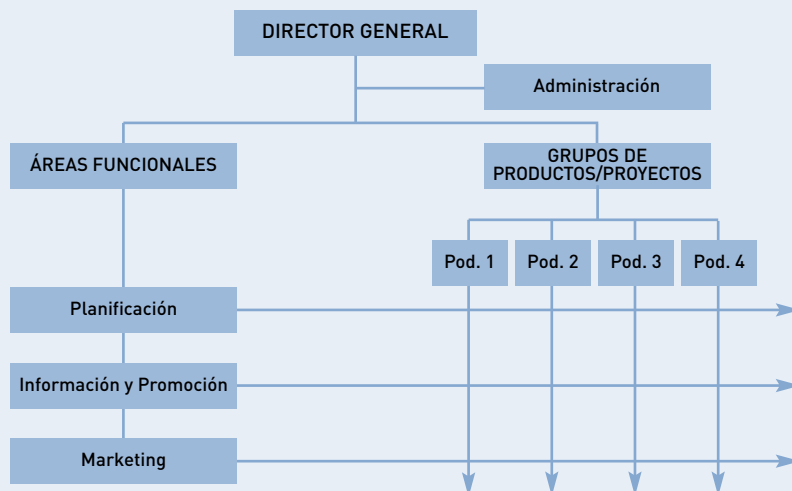 DIRECTOR GENERAL
Administración
ÁREAS FUNCIONALES
GRUPOS DE
PRODUCTOS/PROYECTOS
Pod. 1
Pod. 2
Pod. 3
Pod. 4
Planificación
Información y Promoción
Marketing